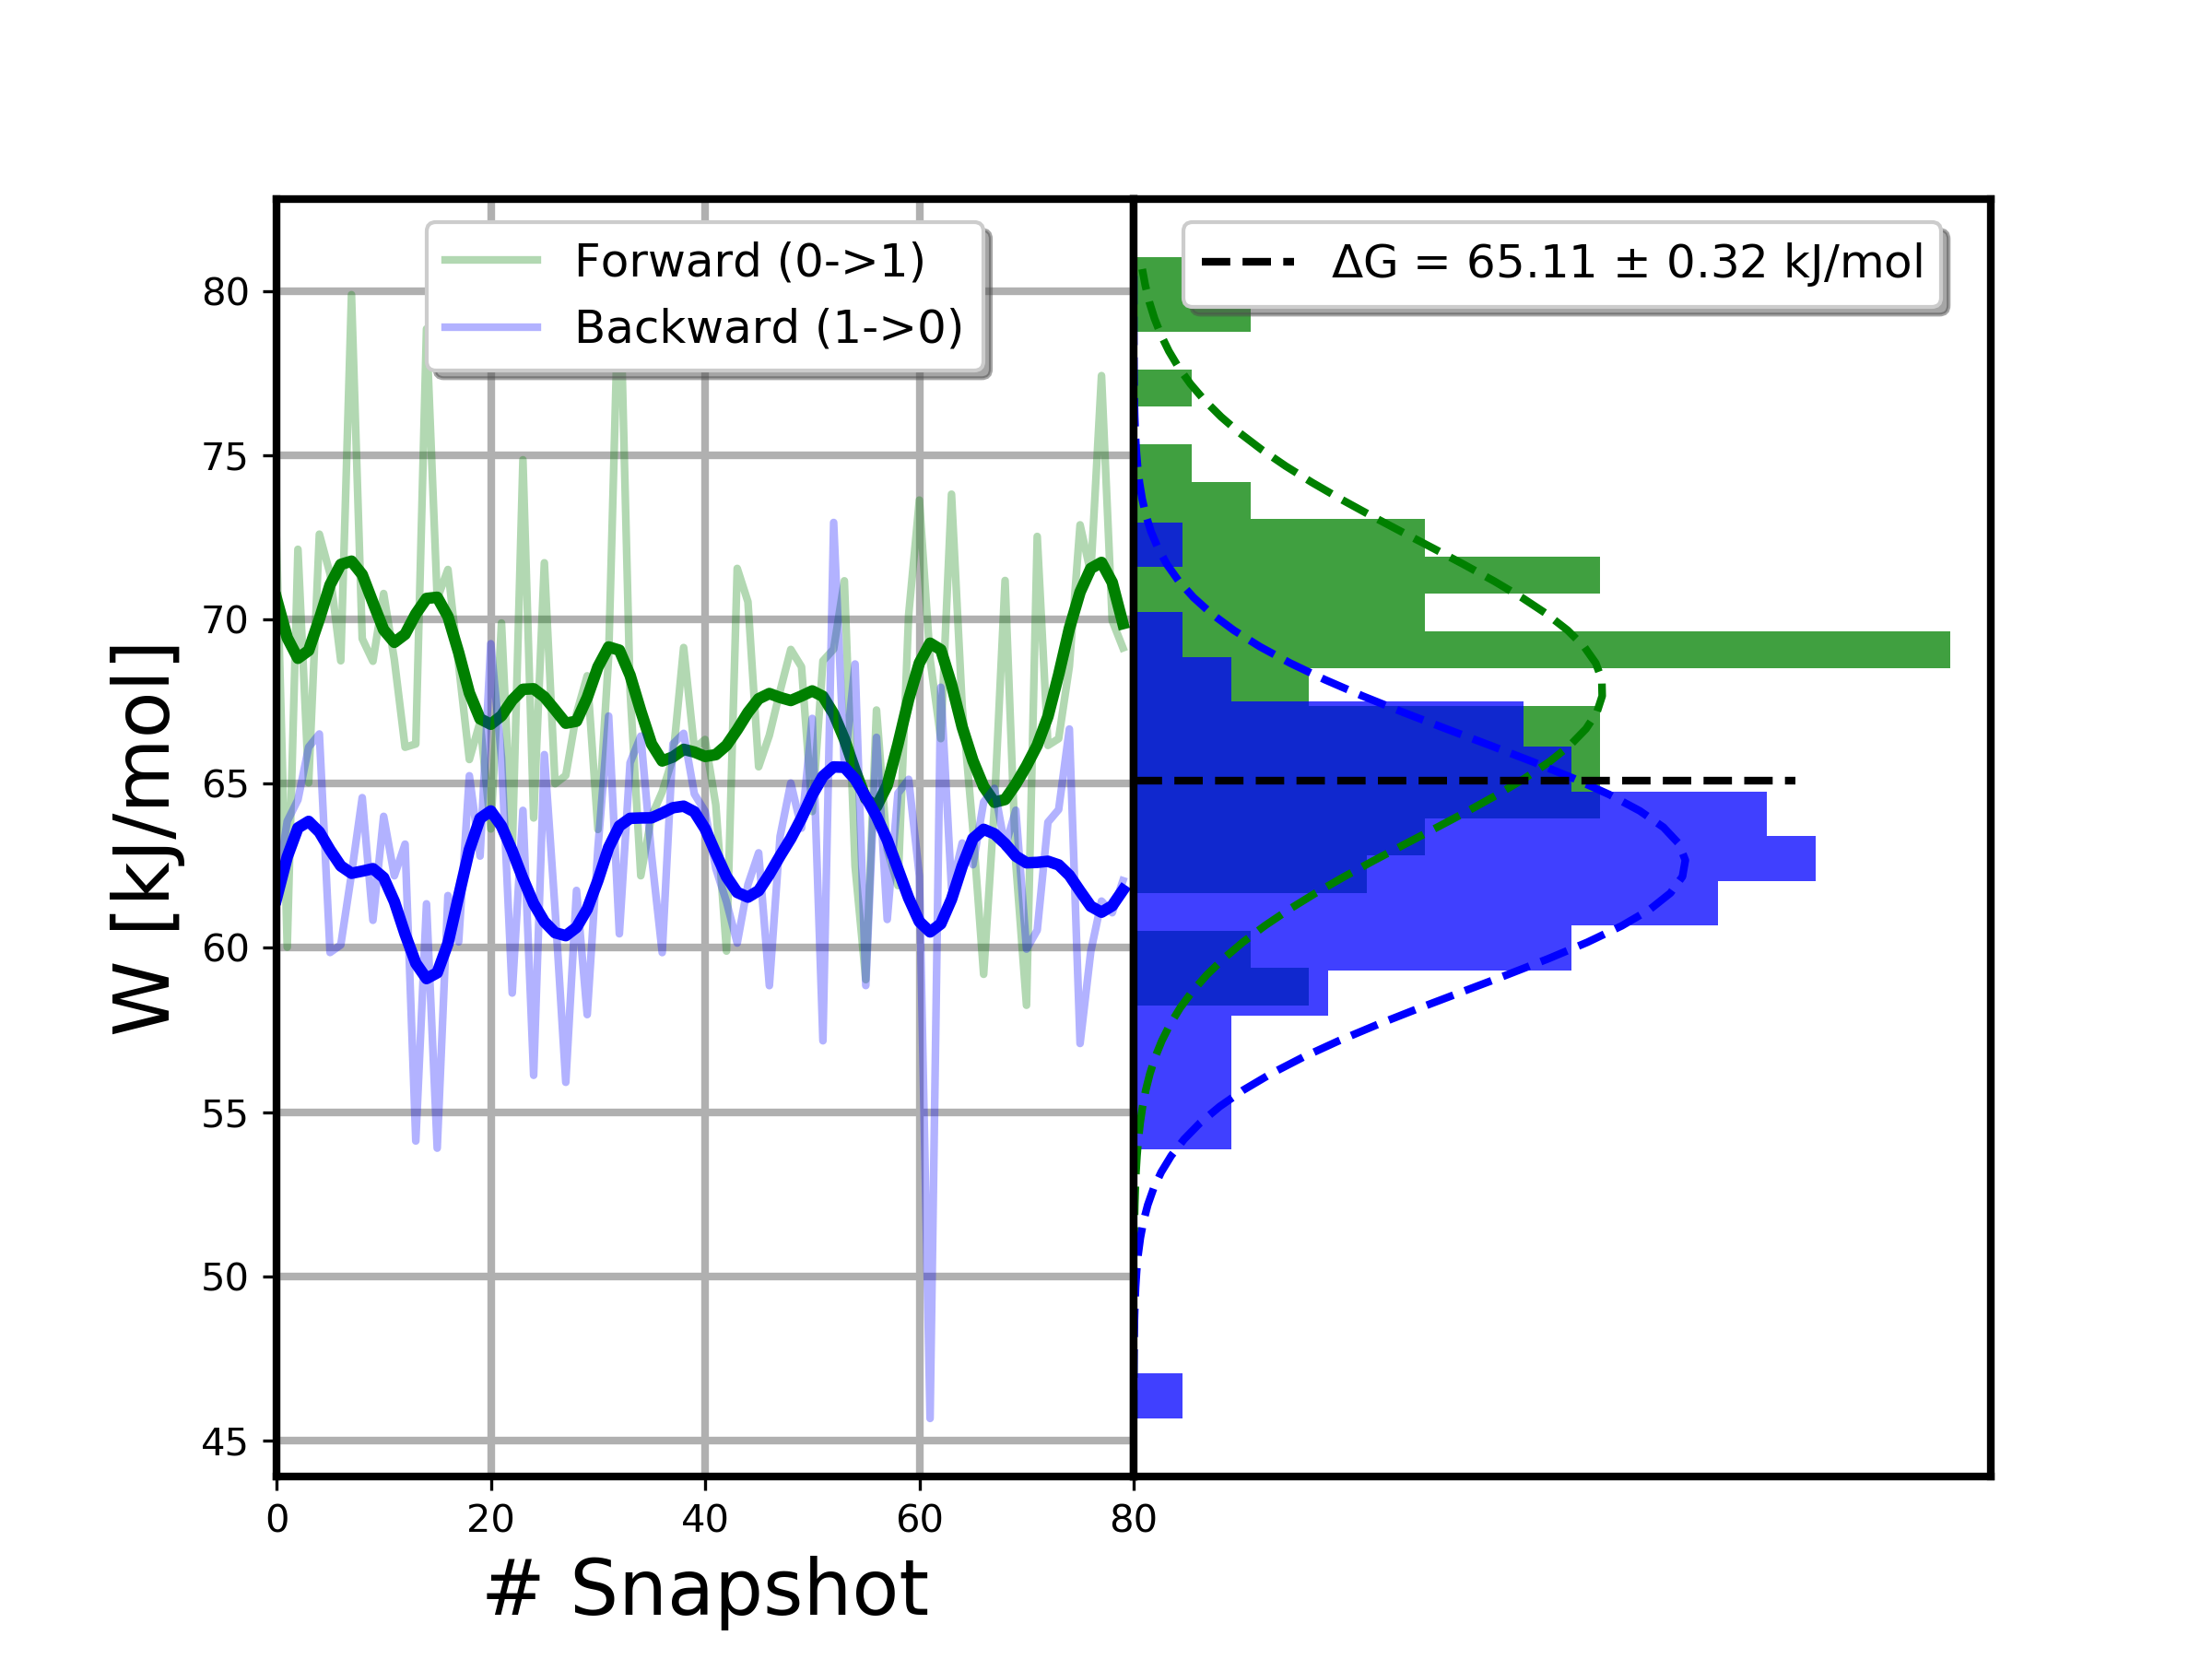 Forward (0->1)
Backward (1->0)
ΔG = 65.11 ± 0.32 kJ/mol
W [kJ/mol]
80
75
70
65
60
55
50
45
0 20 40 60 80
# Snapshot